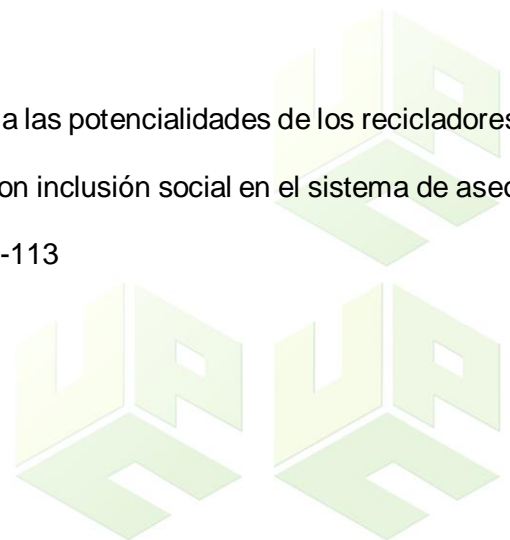 a las potencialidades de los recicladores
on inclusión social en el sistema de aseo
-113